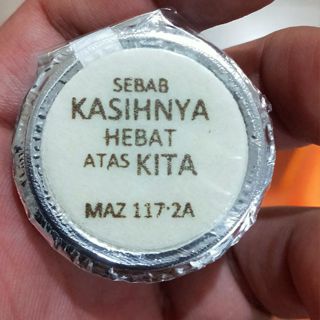 SEBAB
KASIHNYA
HEBAT
ATAS KITA
MAZ 117:2A